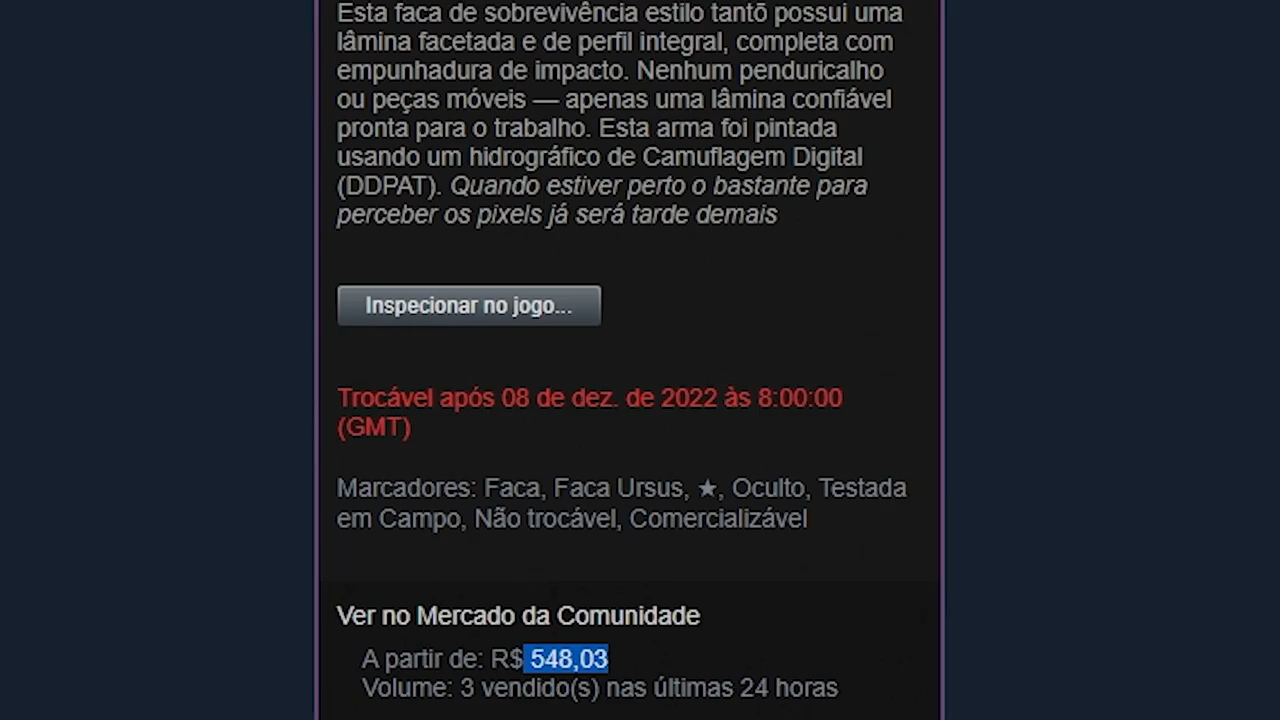 Esta faca de sobrevivência estilo tantō possui uma
lâmina facetada e de perfil integral, completa com
empunhadura de impacto. Nenhum penduricalho
ou peças móveis — apenas uma lâmina confiável
pronta para o trabalho. Esta arma foi pintada
usando um hidrográfico de Camuflagem Digital
(DDPAT). Quando estiver perto o bastante para
perceber os pixels já será tarde demais
Inspecionar no jogo...
Trocável após 08 de dez. de 2022 às 8:00:00
(GMT)
Marcadores: Faca, Faca Ursus, ★, Oculto, Testada
em Campo, Não trocável, Comercializável
Ver no Mercado da Comunidade
A partir de: R$ 548,03
Volume: 3 vendido(s) nas últimas 24 horas